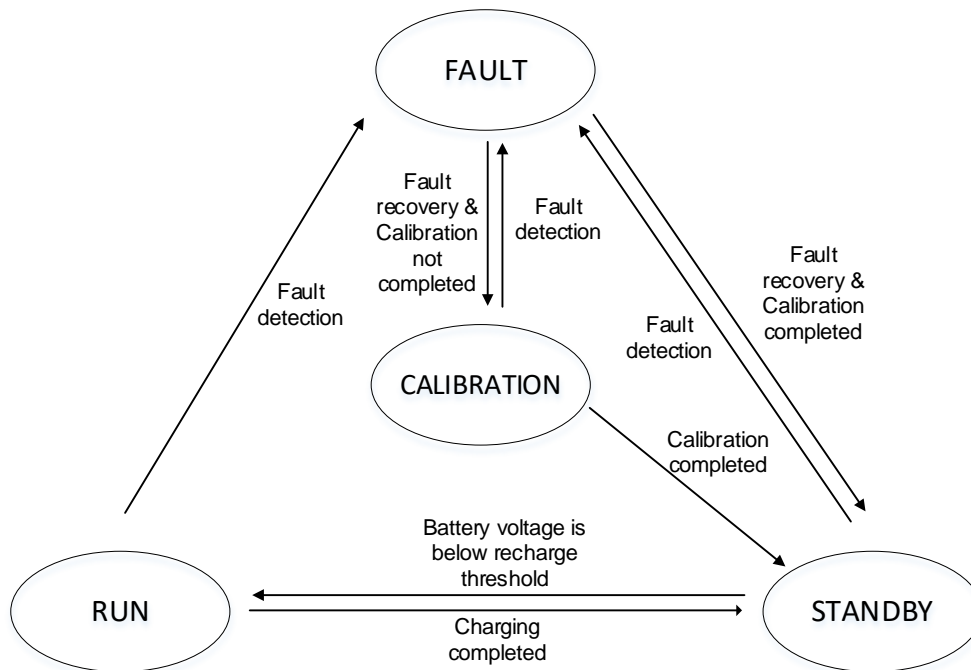 FAULT
Fault
recovery &
Calibration
not
completed
Fault
detection
Fault
detection
Fault
recovery &
Calibration
completed
Fault
detection
CALIBRATION
Calibration
completed
Battery voltage is
below recharge
threshold
RUN
STANDBY
Charging
completed